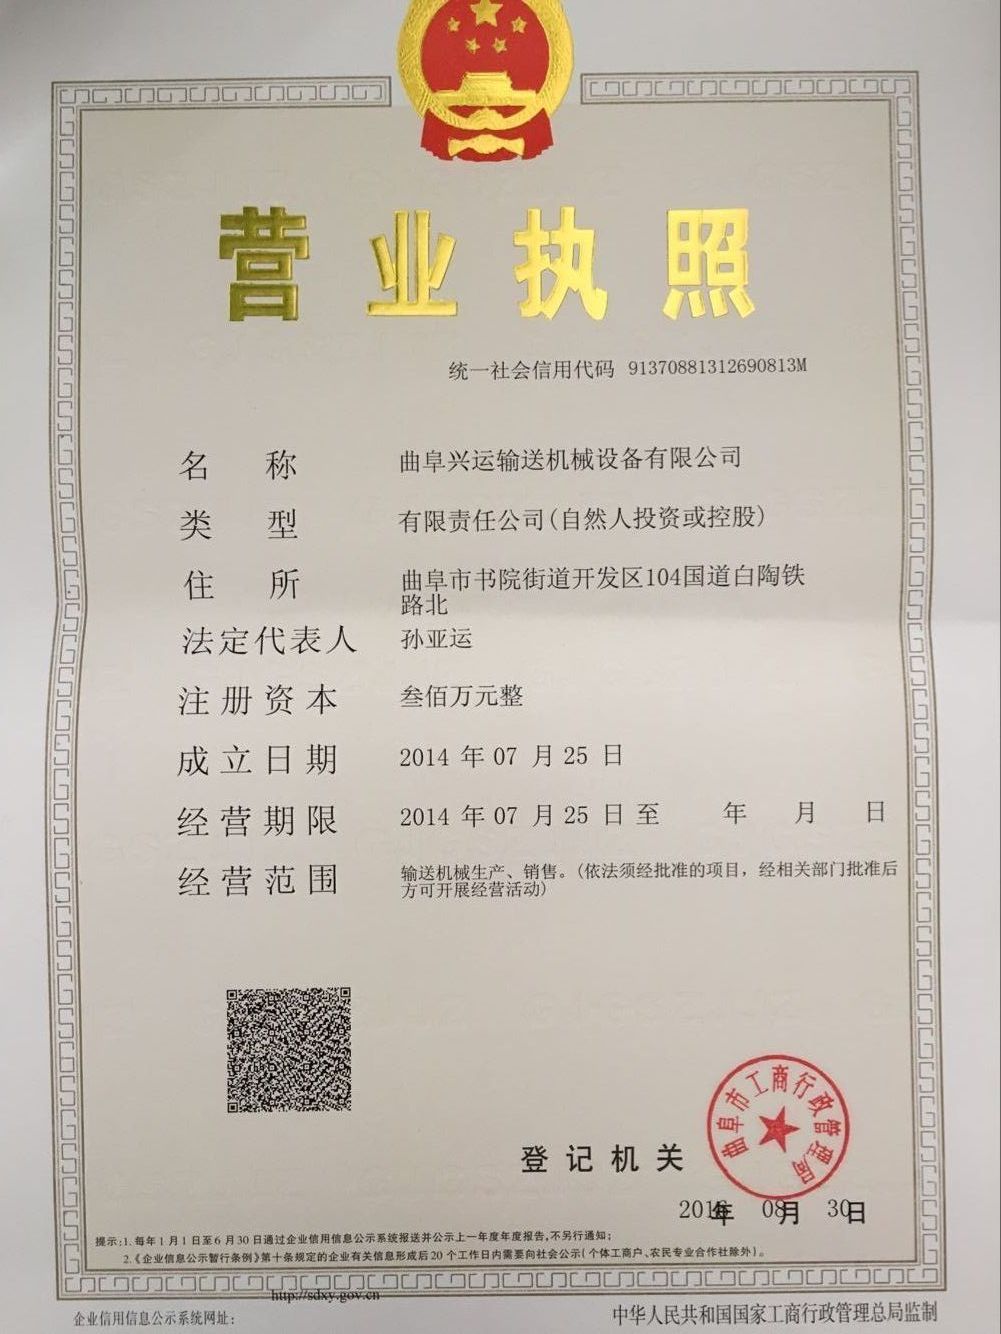 营业执照
统一社会信用代码 91370881312690813M
名称 曲阜兴运输送机械设备有限公司
类型 有限责任公司(自然人投资或控股)
住所 曲阜市书院街道开发区104国道白陶铁
路北
法定代表人 孙亚运
注册资本 叁佰万元整
成立日期 2014 年 07 月 25 日
经营期限 2014 年 07 月 25 日 至 年 月 日
经营范围 输送机械生产、销售。(依法须经批准的项目，经相关部门批准后
方可开展经营活动)
曲阜市工商行政管理局
登记机关
2016年 08月 30日
提示:1.每年1月1日至6月30日通过企业信用信息公示系统报送并公示上一年度年度报告,不另行通知;
2.《企业信息公示暂行条例》第十条规定的企业有关信息形成后20个工作日内需要向社会公示(个体工商户、农民专业合作社除外)。
http://sdxy.gov.cn
企业信用信息公示系统网址: 中华人民共和国国家工商行政管理总局监制